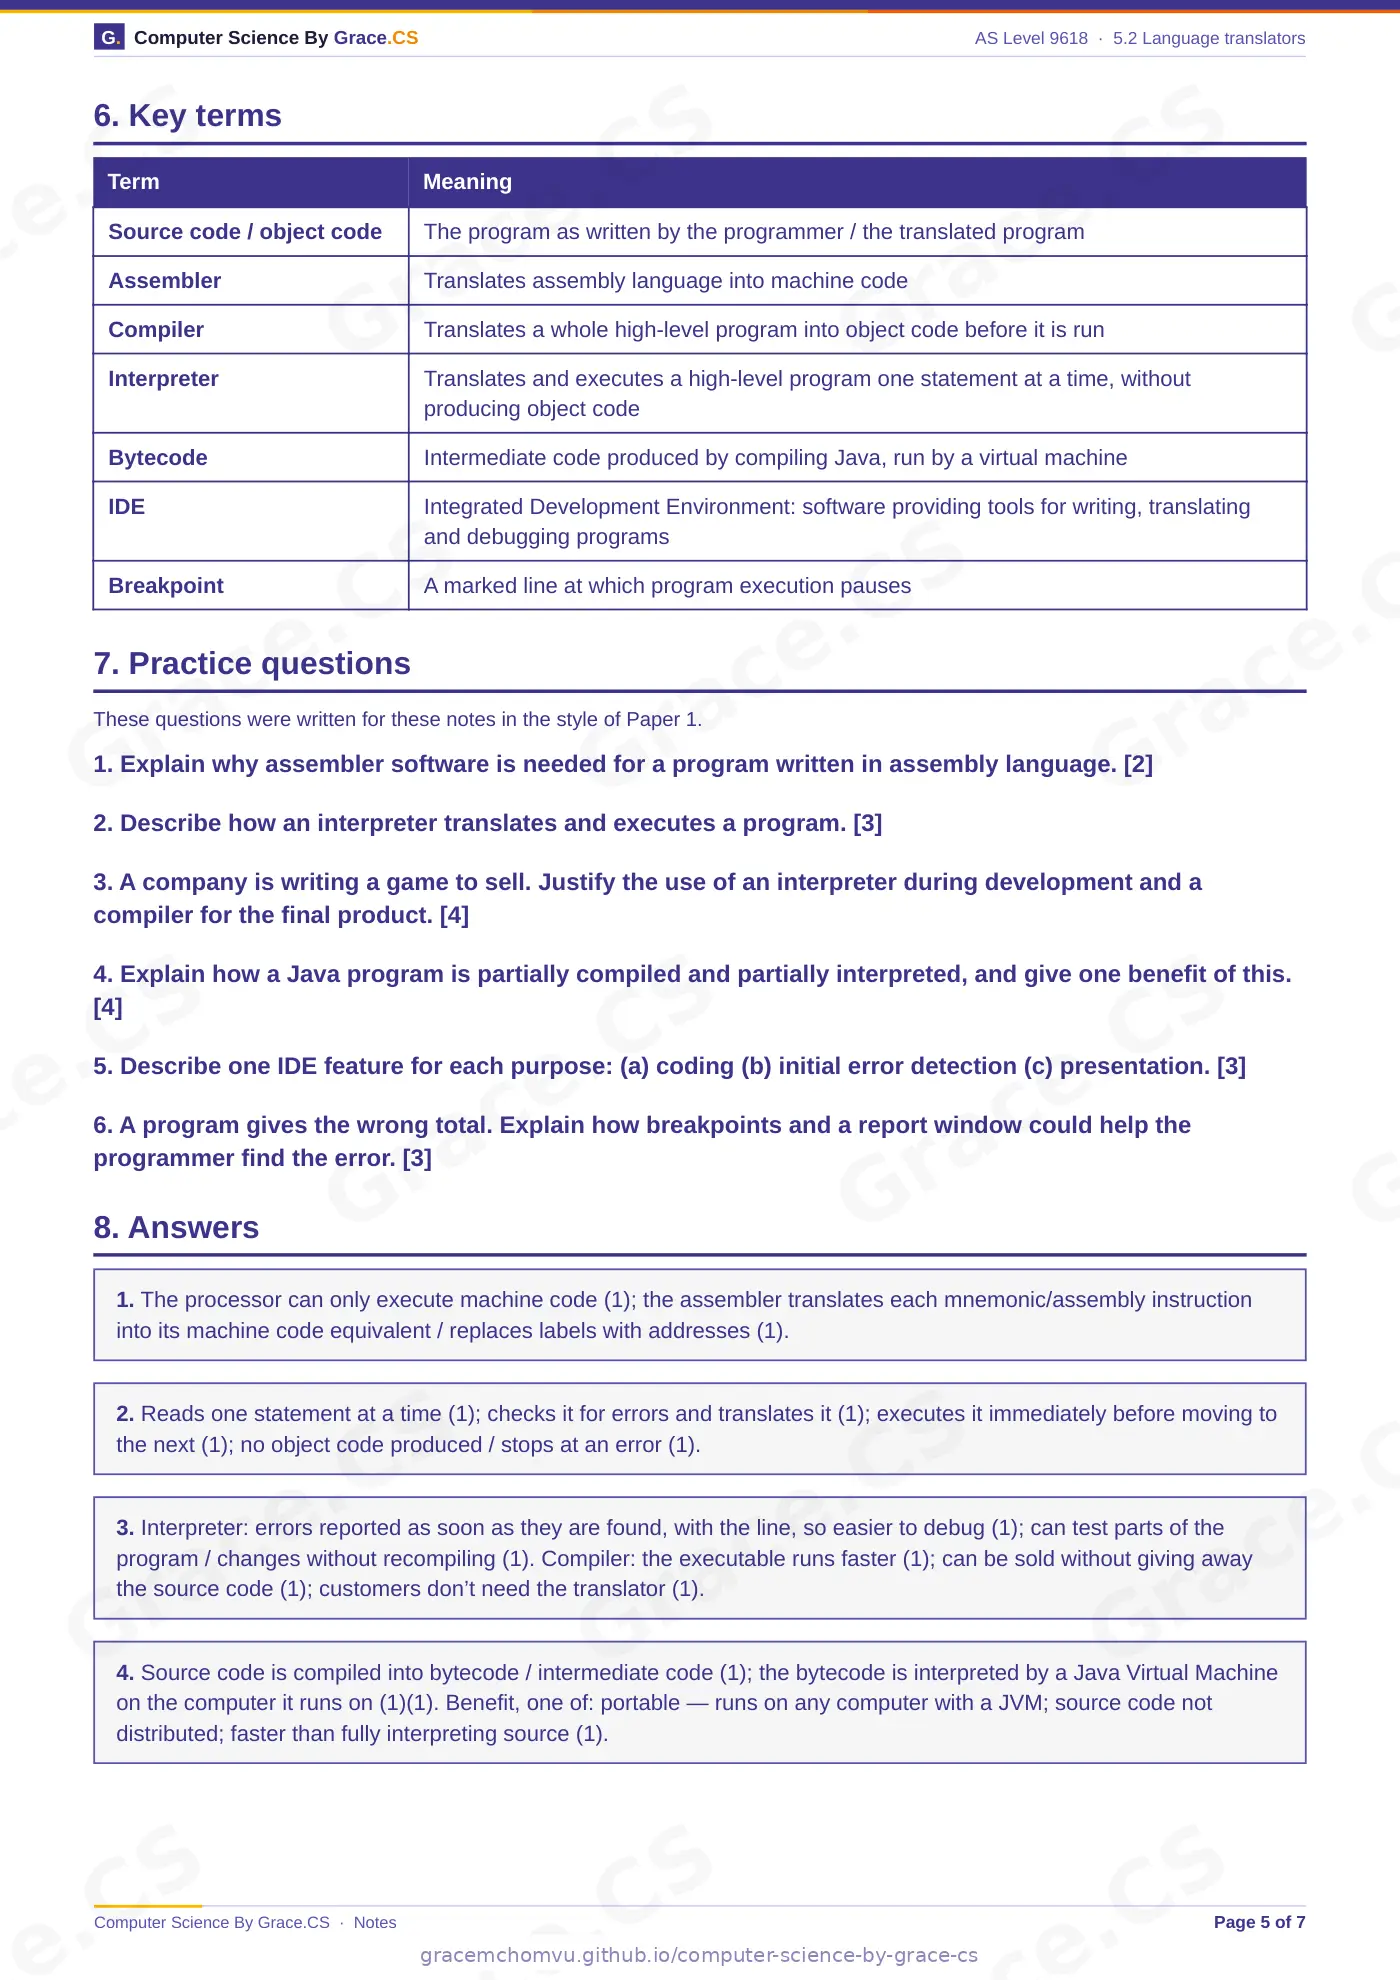 G. Computer Science By Grace.CS
AS Level 9618 · 5.2 Language translators
6. Key terms
Term Meaning
Source code / object code The program as written by the programmer / the translated program
Assembler Translates assembly language into machine code
Compiler Translates a whole high-level program into object code before it is run
Interpreter Translates and executes a high-level program one statement at a time, without
producing object code
Bytecode Intermediate code produced by compiling Java, run by a virtual machine
IDE Integrated Development Environment: software providing tools for writing, translating
and debugging programs
Breakpoint A marked line at which program execution pauses
7. Practice questions
These questions were written for these notes in the style of Paper 1.
1. Explain why assembler software is needed for a program written in assembly language. [2]
2. Describe how an interpreter translates and executes a program. [3]
3. A company is writing a game to sell. Justify the use of an interpreter during development and a
compiler for the final product. [4]
4. Explain how a Java program is partially compiled and partially interpreted, and give one benefit of this.
[4]
5. Describe one IDE feature for each purpose: (a) coding (b) initial error detection (c) presentation. [3]
6. A program gives the wrong total. Explain how breakpoints and a report window could help the
programmer find the error. [3]
8. Answers
1. The processor can only execute machine code (1); the assembler translates each mnemonic/assembly instruction
into its machine code equivalent / replaces labels with addresses (1).
2. Reads one statement at a time (1); checks it for errors and translates it (1); executes it immediately before moving to
the next (1); no object code produced / stops at an error (1).
3. Interpreter: errors reported as soon as they are found, with the line, so easier to debug (1); can test parts of the
program / changes without recompiling (1). Compiler: the executable runs faster (1); can be sold without giving away
the source code (1); customers don’t need the translator (1).
4. Source code is compiled into bytecode / intermediate code (1); the bytecode is interpreted by a Java Virtual Machine
on the computer it runs on (1)(1). Benefit, one of: portable — runs on any computer with a JVM; source code not
distributed; faster than fully interpreting source (1).
Computer Science By Grace.CS · Notes
Page 5 of 7
gracemchomvu.github.io/computer-science-by-grace-cs